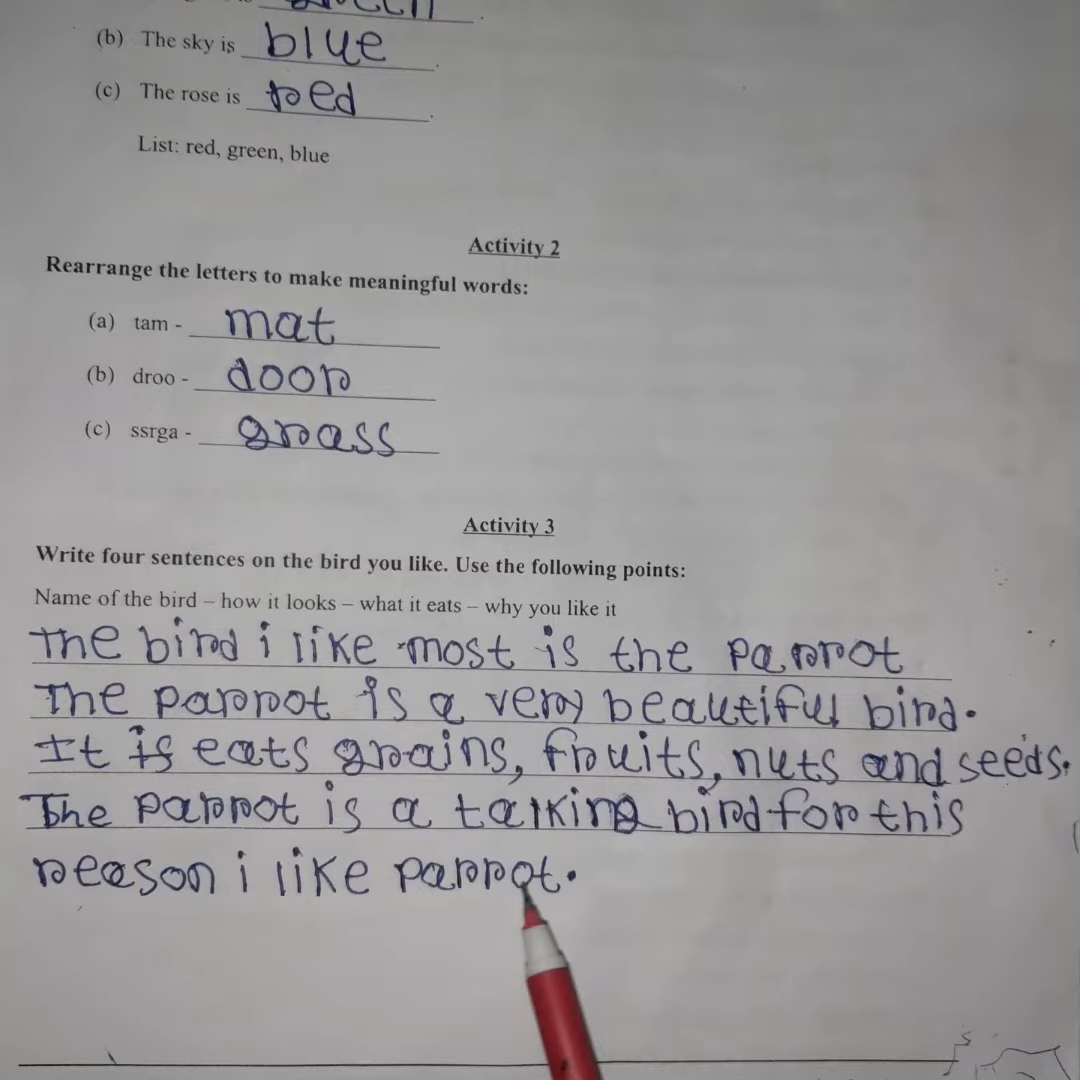 (b) The sky is blue.
(c) The rose is red.
List: red, green, blue
Activity 2
Rearrange the letters to make meaningful words:
(a) tam - mat
(b) droo - door
(c) ssrga - grass
Activity 3
Write four sentences on the bird you like. Use the following points:
Name of the bird – how it looks – what it eats – why you like it
The bird i like most is the parrot
The parrot is a very beautiful bird.
It is eats grains, fruits, nuts and seeds.
The parrot is a talking bird for this
reason i like parrot.